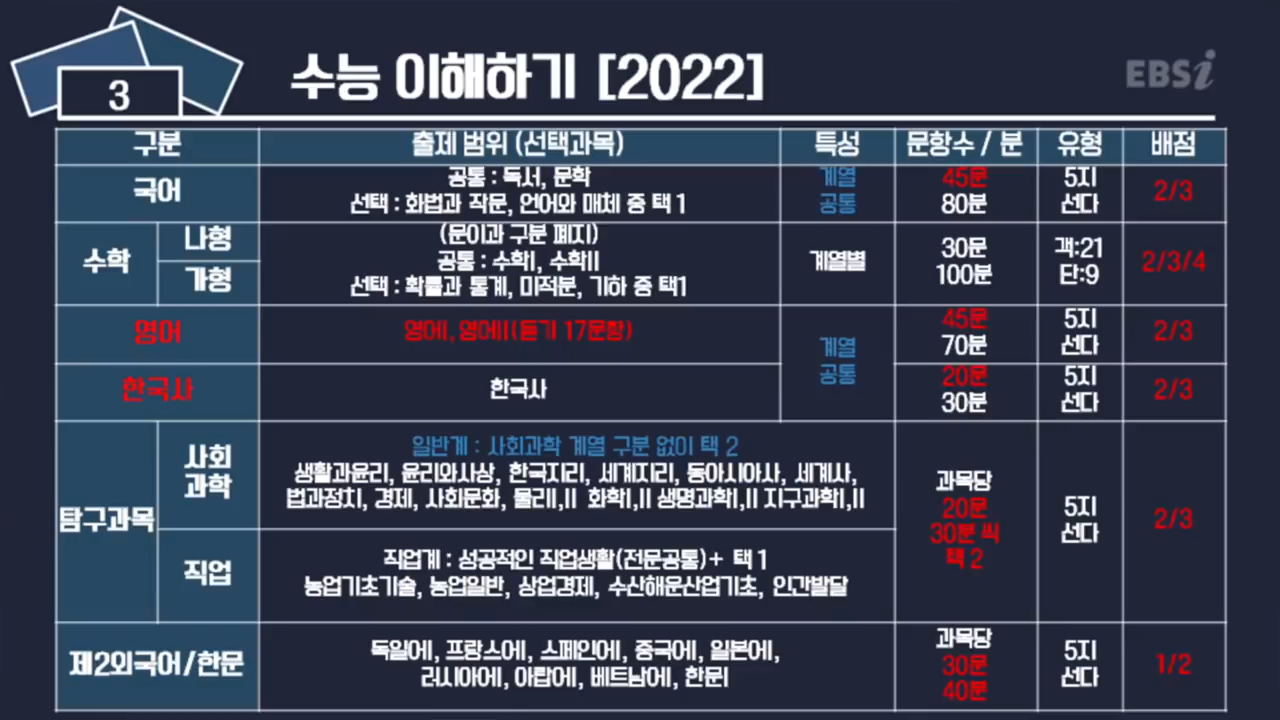 3
수능 이해하기 [2022]
EBSi
구분 출제 범위 (선택과목) 특성 문항수 / 분 유형 배점
국어
공통 : 독서, 문학
선택 : 화법과 작문, 언어와 매체 중 택 1
계열
공통
45문
80분
5지
선다
2/3
수학
나형
가형
(문이과 구분 폐지)
공통 : 수학I, 수학II
선택 : 확률과 통계, 미적분, 기하 중 택1
계열별
30문
100분
객:21
단:9
2/3/4
영어
영어I, 영어II(듣기 17문항)
45문
70분
5지
선다
2/3
계열
공통
한국사
한국사
20문
30분
5지
선다
2/3
탐구과목
사회
과학
일반계 : 사회과학 계열 구분 없이 택 2
생활과윤리, 윤리와사상, 한국지리, 세계지리, 동아시아사, 세계사,
법과정치, 경제, 사회문화, 물리I,II 화학I,II 생명과학I,II 지구과학I,II
직업
직업계 : 성공적인 직업생활(전문공통)+ 택 1
농업기초기술, 농업일반, 상업경제, 수산해운산업기초, 인간발달
과목당
20문
30분 씩
택 2
5지
선다
2/3
제2외국어/한문
독일어I, 프랑스어I, 스페인어I, 중국어I, 일본어I,
러시아어I, 아랍어I, 베트남어I, 한문I
과목당
30문
40분
5지
선다
1/2